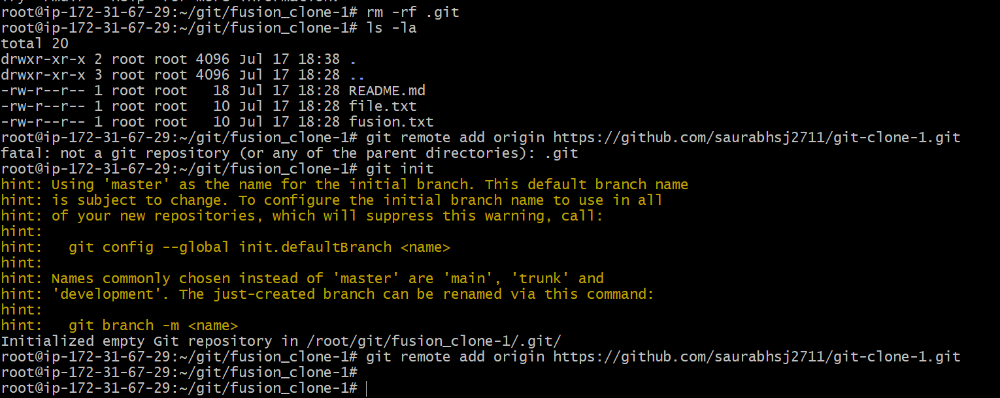 root@ip-172-31-67-29:~/git/fusion_clone-1# rm -rf .git
root@ip-172-31-67-29:~/git/fusion_clone-1# ls -la
total 20
drwxr-xr-x 2 root root 4096 Jul 17 18:38 .
drwxr-xr-x 3 root root 4096 Jul 17 18:28 ..
-rw-r--r-- 1 root root   18 Jul 17 18:28 README.md
-rw-r--r-- 1 root root   10 Jul 17 18:28 file.txt
-rw-r--r-- 1 root root   10 Jul 17 18:28 fusion.txt
root@ip-172-31-67-29:~/git/fusion_clone-1# git remote add origin https://github.com/saurabhsj2711/git-clone-1.git
fatal: not a git repository (or any of the parent directories): .git
root@ip-172-31-67-29:~/git/fusion_clone-1# git init
hint: Using 'master' as the name for the initial branch. This default branch name
hint: is subject to change. To configure the initial branch name to use in all
hint: of your new repositories, which will suppress this warning, call:
hint:
hint:   git config --global init.defaultBranch <name>
hint:
hint: Names commonly chosen instead of 'master' are 'main', 'trunk' and
hint: 'development'. The just-created branch can be renamed via this command:
hint:
hint:   git branch -m <name>
Initialized empty Git repository in /root/git/fusion_clone-1/.git/
root@ip-172-31-67-29:~/git/fusion_clone-1# git remote add origin https://github.com/saurabhsj2711/git-clone-1.git
root@ip-172-31-67-29:~/git/fusion_clone-1#
root@ip-172-31-67-29:~/git/fusion_clone-1#